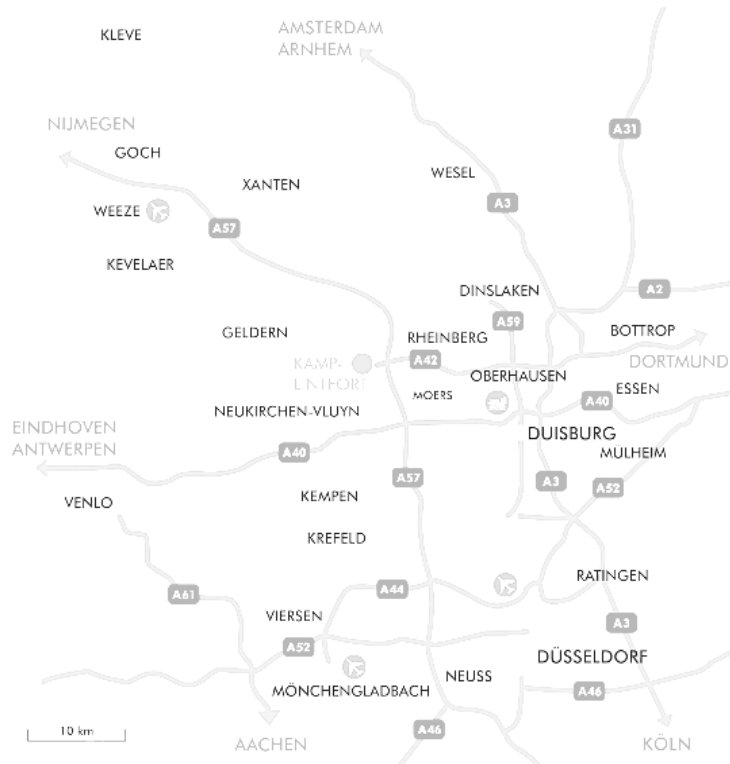 KLEVE
AMSTERDAM
ARNHEM
NIJMEGEN
A31
GOCH
WESEL
XANTEN
A3
WEEZE
A57
KEVELAER
DINSLAKEN
A2
A59
GELDERN
RHEINBERG
BOTTROP
KAMP-
LINTFORT
A42
DORTMUND
OBERHAUSEN
MOERS
ESSEN
A40
NEUKIRCHEN-VLUYN
EINDHOVEN
ANTWERPEN
DUISBURG
A40
MÜLHEIM
A57
A3
A52
VENLO
KEMPEN
KREFELD
RATINGEN
A61
A44
VIERSEN
A3
A52
DÜSSELDORF
NEUSS
MÖNCHENGLADBACH
A46
10 km
A46
AACHEN
KÖLN